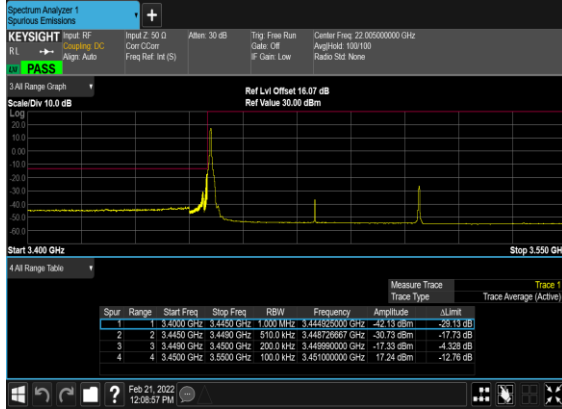 Spectrum Analyzer 1
Spurious Emissions
KEYSIGHT Input: RF Input Z: 50 Ω Atten: 30 dB Trig: Free Run Center Freq: 22.005000000 GHz
RL Coupling: DC Corr CCorr Gate: Off Avg|Hold: 100/100
Align: Auto Freq Ref: Int (S) IF Gain: Low Radio Std: None
PASS
3 All Range Graph
Ref Lvl Offset 16.07 dB
Scale/Div 10.0 dB Ref Value 30.00 dBm
Log
20.0
10.0
0.00
-10.0
-20.0
-30.0
-40.0
-50.0
-60.0
Start 3.400 GHz Stop 3.550 GH
4 All Range Table
Measure Trace Trace 1
Trace Type Trace Average (Active)
Spur Range Start Freq Stop Freq RBW Frequency Amplitude ΔLimit
1 1 3.4000 GHz 3.4450 GHz 1.000 MHz 3.444925000 GHz -42.13 dBm -29.13 dB
2 2 3.4450 GHz 3.4490 GHz 510.0 kHz 3.448726667 GHz -30.73 dBm -17.73 dB
3 3 3.4490 GHz 3.4500 GHz 200.0 kHz 3.449990000 GHz -17.33 dBm -4.328 dB
4 4 3.4500 GHz 3.5500 GHz 100.0 kHz 3.451000000 GHz 17.24 dBm -12.76 dB
Feb 21, 2022
12:08:57 PM